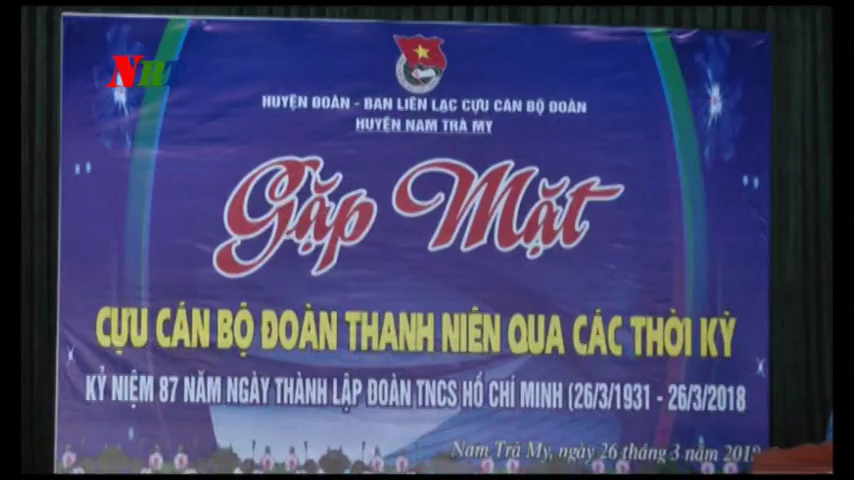 HUYỆN ĐOÀN - BAN LIÊN LẠC CỰU CÁN BỘ ĐOÀN
HUYỆN NAM TRÀ MY
Gặp Mặt
CỰU CÁN BỘ ĐOÀN THANH NIÊN QUA CÁC THỜI KỲ
KỶ NIỆM 87 NĂM NGÀY THÀNH LẬP ĐOÀN TNCS HỒ CHÍ MINH (26/3/1931 - 26/3/2018
Nam Trà My, ngày 26 tháng 3 năm 2018